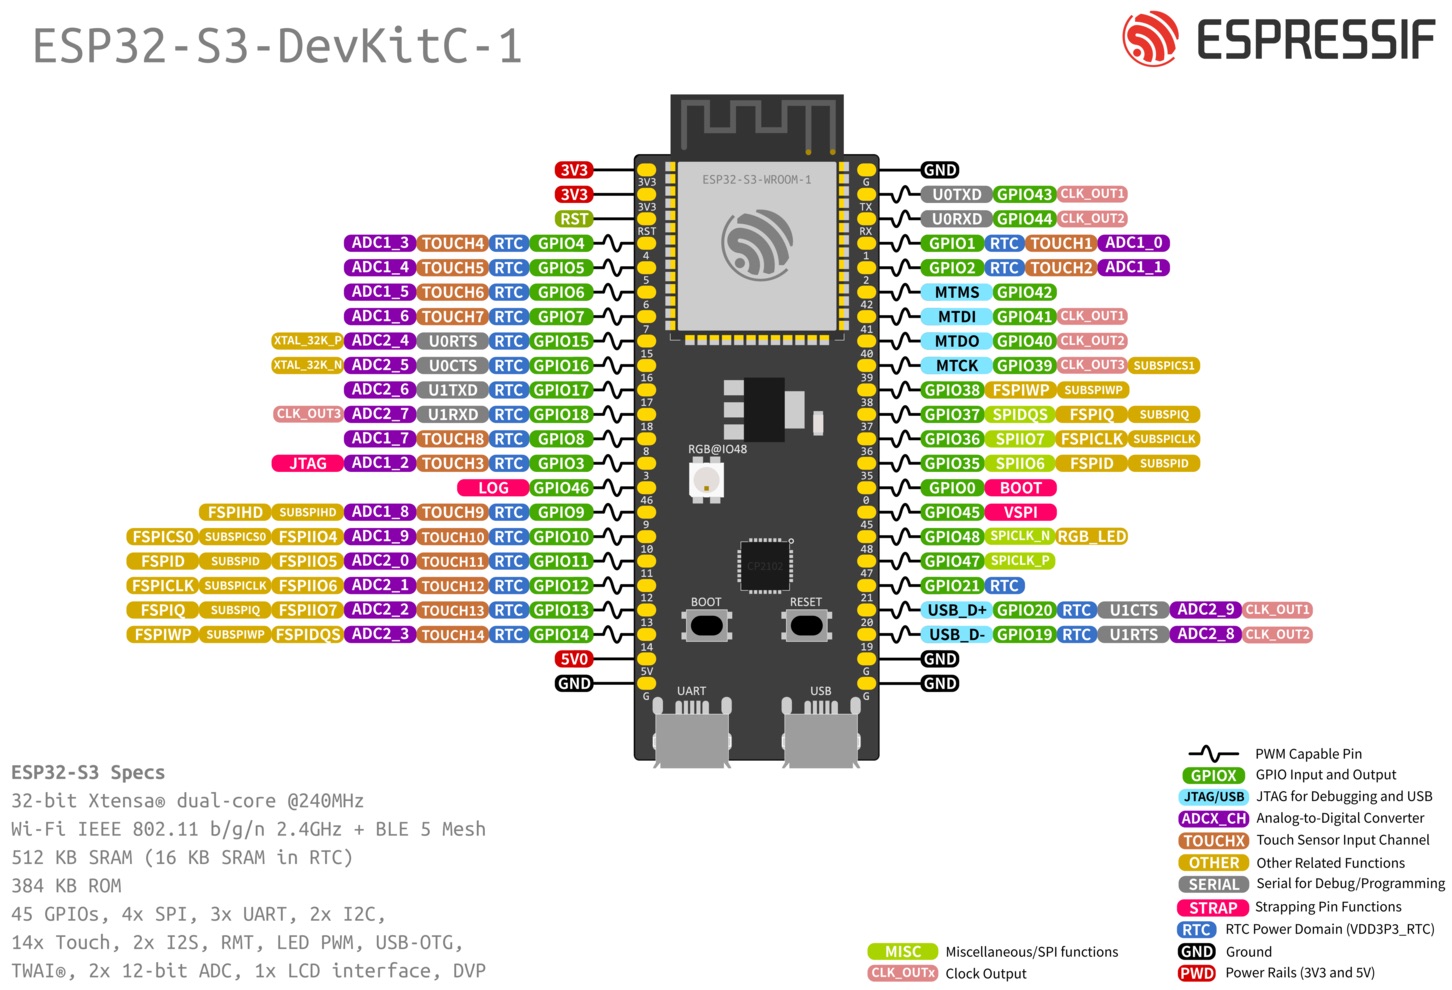 ESP32-S3-DevKitC-1
ESPRESSIF
ESP32-S3-WROOM-1
3V3 3V3 G GND
3V3 3V3 TX U0TXD GPIO43 CLK_OUT1
RST RST RX U0RXD GPIO44 CLK_OUT2
ADC1_3 TOUCH4 RTC GPIO4 4 1 GPIO1 RTC TOUCH1 ADC1_0
ADC1_4 TOUCH5 RTC GPIO5 5 2 GPIO2 RTC TOUCH2 ADC1_1
ADC1_5 TOUCH6 RTC GPIO6 6 42 MTMS GPIO42
ADC1_6 TOUCH7 RTC GPIO7 7 41 MTDI GPIO41 CLK_OUT1
XTAL_32K_P ADC2_4 U0RTS RTC GPIO15 15 40 MTDO GPIO40 CLK_OUT2
XTAL_32K_N ADC2_5 U0CTS RTC GPIO16 16 39 MTCK GPIO39 CLK_OUT3 SUBSPICS1
ADC2_6 U1TXD RTC GPIO17 17 38 GPIO38 FSPIWP SUBSPIWP
CLK_OUT3 ADC2_7 U1RXD RTC GPIO18 18 37 GPIO37 SPIDQS FSPIQ SUBSPIQ
ADC1_7 TOUCH8 RTC GPIO8 8 36 GPIO36 SPIIO7 FSPICLK SUBSPICLK
RGB@IO48
JTAG ADC1_2 TOUCH3 RTC GPIO3 3 35 GPIO35 SPIIO6 FSPID SUBSPID
LOG GPIO46 46 0 GPIO0 BOOT
FSPIHD SUBSPIHD ADC1_8 TOUCH9 RTC GPIO9 9 45 GPIO45 VSPI
FSPICS0 SUBSPICS0 FSPIIO4 ADC1_9 TOUCH10 RTC GPIO10 10 48 GPIO48 SPICLK_N RGB_LED
FSPID SUBSPID FSPIIO5 ADC2_0 TOUCH11 RTC GPIO11 11 CP2102 47 GPIO47 SPICLK_P
FSPICLK SUBSPICLK FSPIIO6 ADC2_1 TOUCH12 RTC GPIO12 12 21 GPIO21 RTC
BOOT RESET
FSPIQ SUBSPIQ FSPIIO7 ADC2_2 TOUCH13 RTC GPIO13 13 20 USB_D+ GPIO20 RTC U1CTS ADC2_9 CLK_OUT1
FSPIWP SUBSPIWP FSPIDQS ADC2_3 TOUCH14 RTC GPIO14 14 19 USB_D- GPIO19 RTC U1RTS ADC2_8 CLK_OUT2
5V0 5V G GND
GND G G GND
UART USB
ESP32-S3 Specs
32-bit Xtensa® dual-core @240MHz
Wi-Fi IEEE 802.11 b/g/n 2.4GHz + BLE 5 Mesh
512 KB SRAM (16 KB SRAM in RTC)
384 KB ROM
45 GPIOs, 4x SPI, 3x UART, 2x I2C,
14x Touch, 2x I2S, RMT, LED PWM, USB-OTG,
TWAI®, 2x 12-bit ADC, 1x LCD interface, DVP
MISC Miscellaneous/SPI functions
CLK_OUTx Clock Output
PWM Capable Pin
GPIOX GPIO Input and Output
JTAG/USB JTAG for Debugging and USB
ADCX_CH Analog-to-Digital Converter
TOUCHX Touch Sensor Input Channel
OTHER Other Related Functions
SERIAL Serial for Debug/Programming
STRAP Strapping Pin Functions
RTC RTC Power Domain (VDD3P3_RTC)
GND Ground
PWD Power Rails (3V3 and 5V)